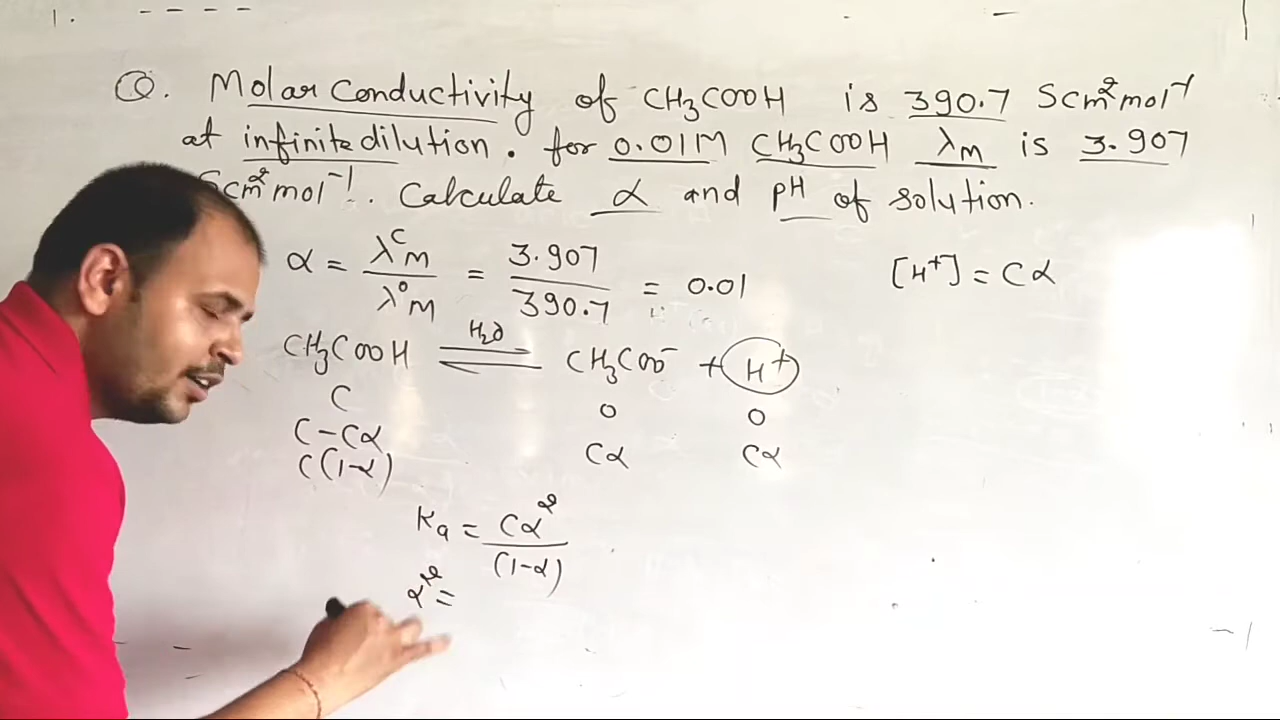 Q. Molar conductivity of CH3COOH is 390.7 Scm²mol⁻¹
at infinite dilution. for 0.01M CH3COOH λm is 3.907
Scm²mol⁻¹. Calculate α and pH of solution.
α = λᶜM / λ°M = 3.907 / 390.7 = 0.01
[H⁺] = Cα
CH3COOH ⇌ H2O CH3COO⁻ + H⁺
C 0 0
C-Cα Cα Cα
C(1-α)
Ka = Cα² / (1-α)
α² =